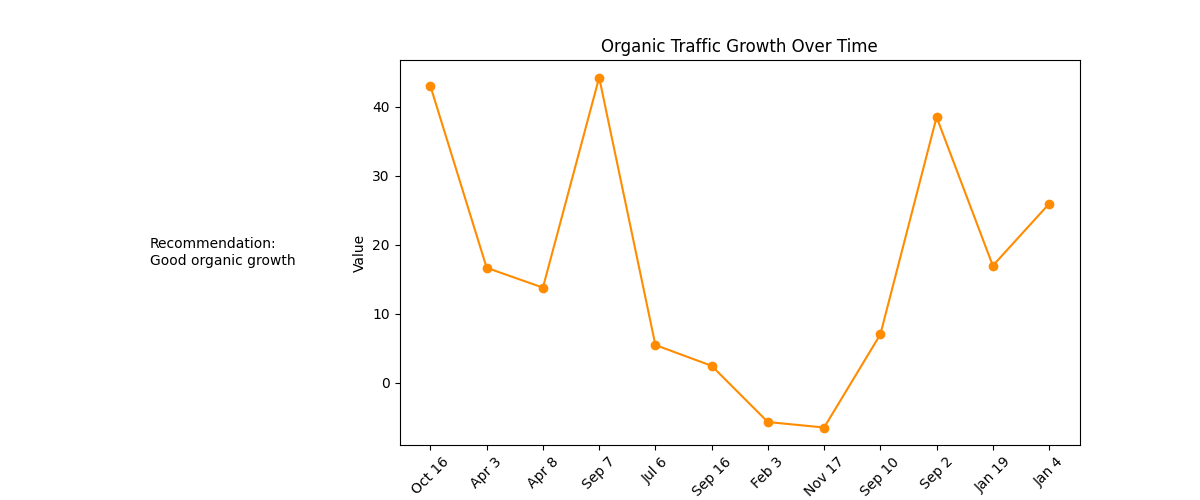 Organic Traffic Growth Over Time
Recommendation:
Good organic growth
Value
40
30
20
10
0
Oct 16
Apr 3
Apr 8
Sep 7
Jul 6
Sep 16
Feb 3
Nov 17
Sep 10
Sep 2
Jan 19
Jan 4